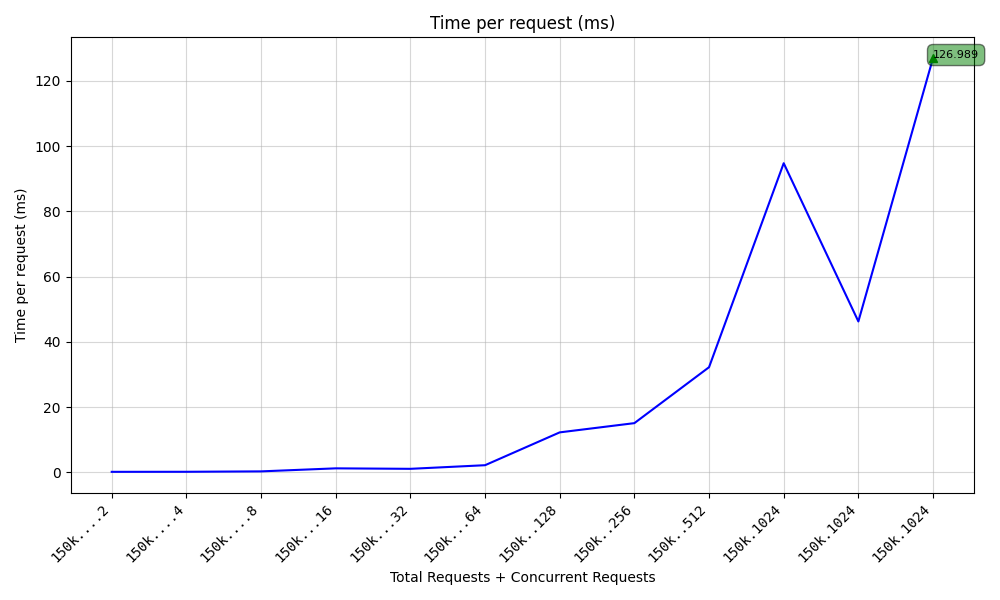 Time per request (ms)
126.989
120
100
80
60
40
20
0
Time per request (ms)
150k....2
150k....4
150k....8
150k...16
150k...32
150k...64
150k..128
150k..256
150k..512
150k.1024
150k.1024
150k.1024
Total Requests + Concurrent Requests